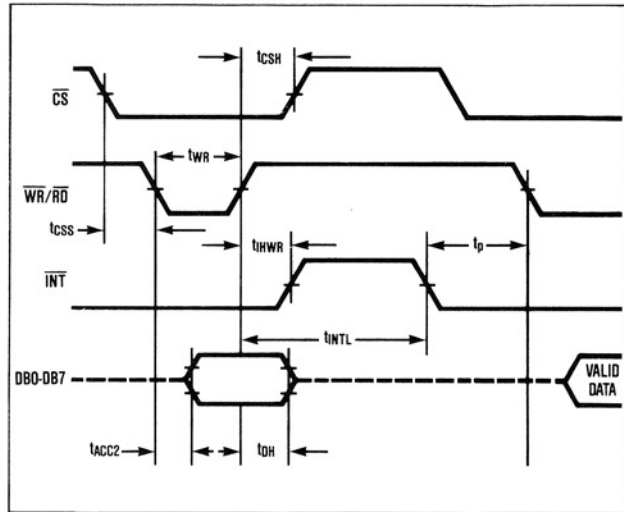 tCSH
CS
tWR
WR/RD
tCSS
tIHWR
tP
INT
tINTL
DB0-DB7
VALID
DATA
tACC2
tDH